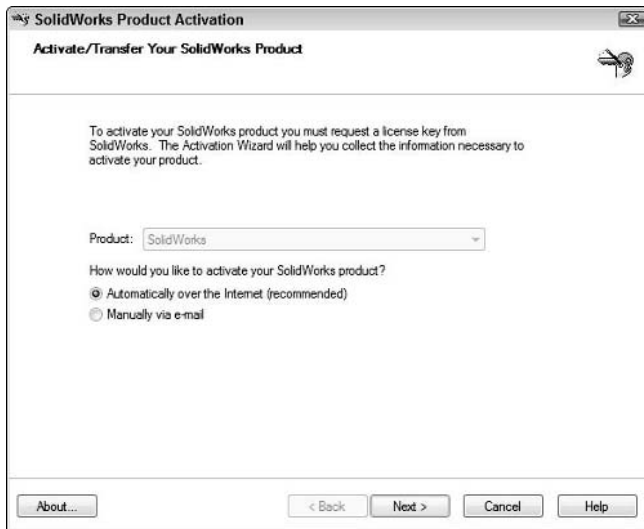 SolidWorks Product Activation
Activate/Transfer Your SolidWorks Product
To activate your SolidWorks product you must request a license key from
SolidWorks. The Activation Wizard will help you collect the information necessary to
activate your product.
Product: SolidWorks
How would you like to activate your SolidWorks product?
Automatically over the Internet (recommended)
Manually via e-mail
About... < Back Next > Cancel Help